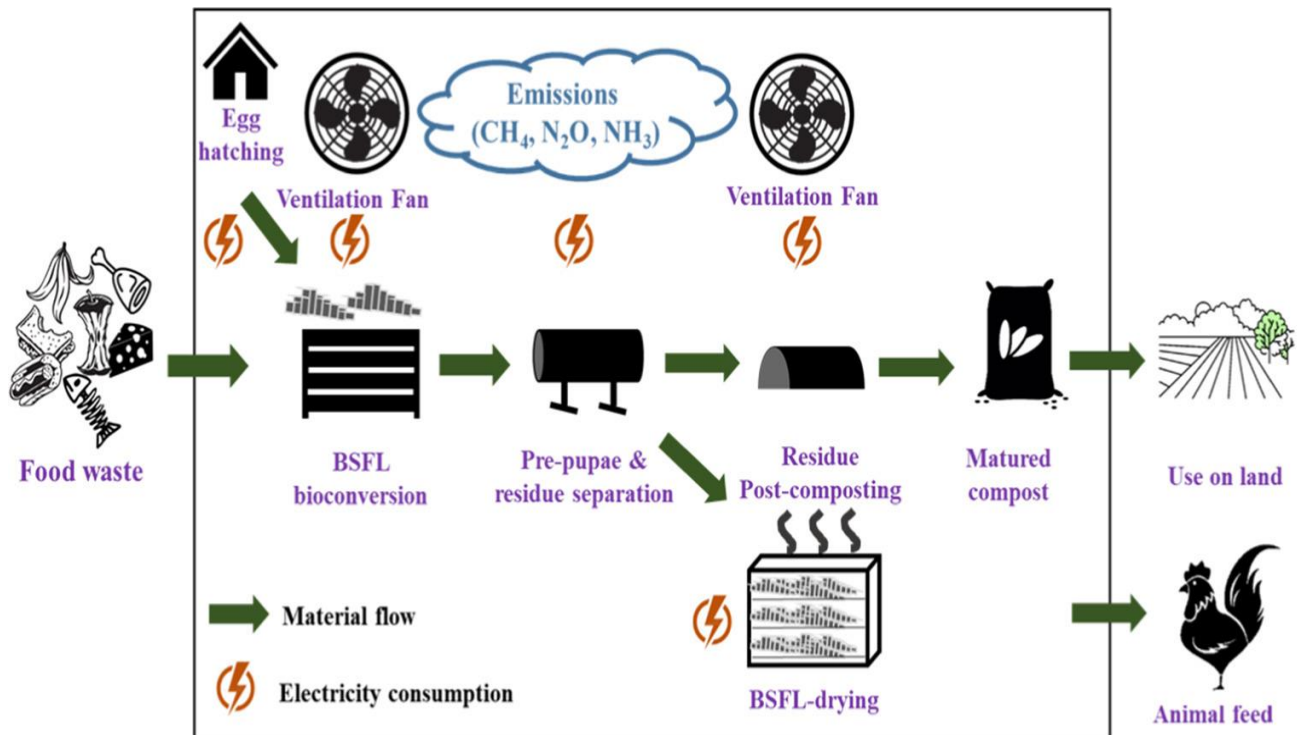 Egg
hatching
Ventilation Fan
Emissions
(CH₄, N₂O, NH₃)
Ventilation Fan
Food waste
BSFL
bioconversion
Pre-pupae &
residue separation
Residue
Post-composting
Matured
compost
Use on land
Material flow
Electricity consumption
BSFL-drying
Animal feed